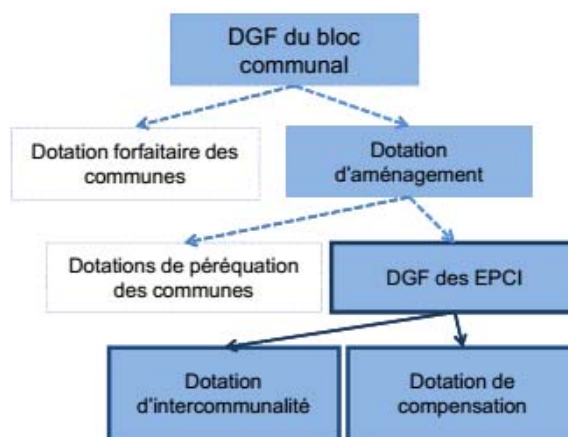 DGF du bloc
communal
Dotation forfaitaire des
communes
Dotation
d'aménagement
Dotations de péréquation
des communes
DGF des EPCI
Dotation
d'intercommunalité
Dotation de
compensation